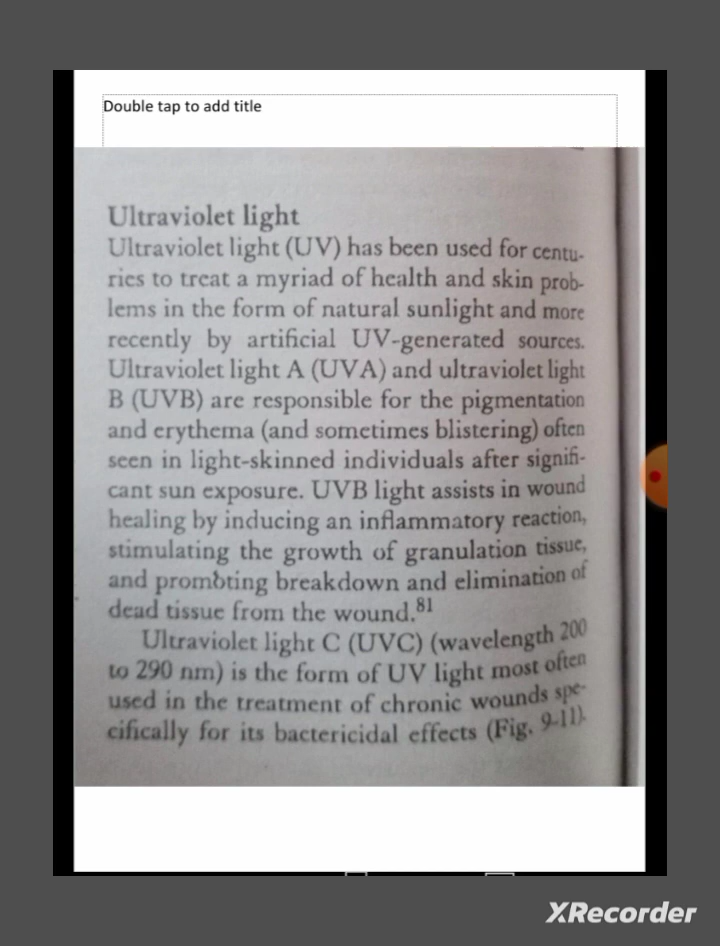 Double tap to add title
Ultraviolet light
Ultraviolet light (UV) has been used for centu-
ries to treat a myriad of health and skin prob-
lems in the form of natural sunlight and more
recently by artificial UV-generated sources.
Ultraviolet light A (UVA) and ultraviolet light
B (UVB) are responsible for the pigmentation
and erythema (and sometimes blistering) often
seen in light-skinned individuals after signifi-
cant sun exposure. UVB light assists in wound
healing by inducing an inflammatory reaction,
stimulating the growth of granulation tissue,
and promoting breakdown and elimination of
dead tissue from the wound.81
Ultraviolet light C (UVC) (wavelength 200
to 290 nm) is the form of UV light most often
used in the treatment of chronic wounds spe-
cifically for its bactericidal effects (Fig. 9-11).
XRecorder